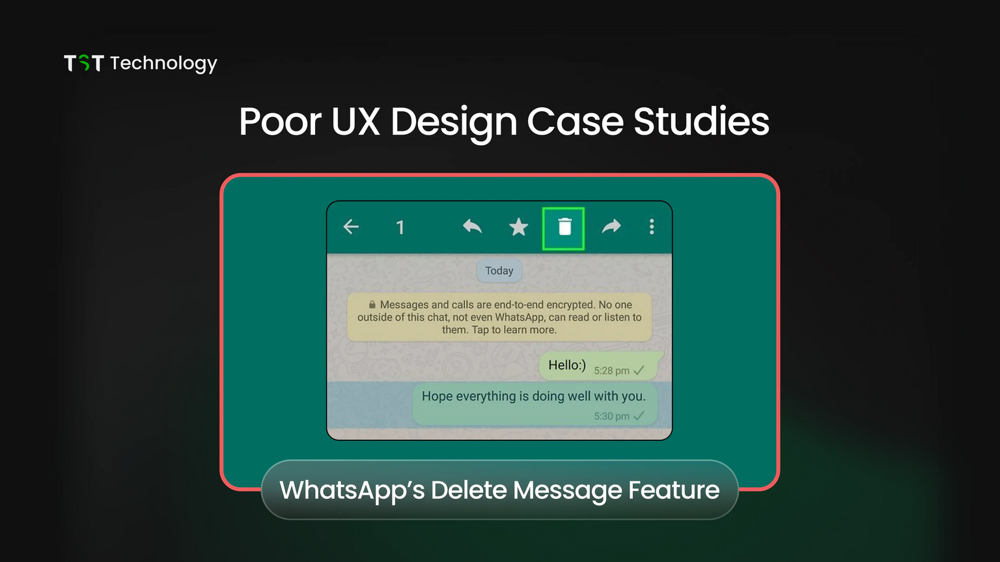 TST Technology
Poor UX Design Case Studies
1
Today
Messages and calls are end-to-end encrypted. No one
outside of this chat, not even WhatsApp, can read or listen to
them. Tap to learn more.
Hello:) 5:28 pm
Hope everything is doing well with you.
5:30 pm
WhatsApp’s Delete Message Feature